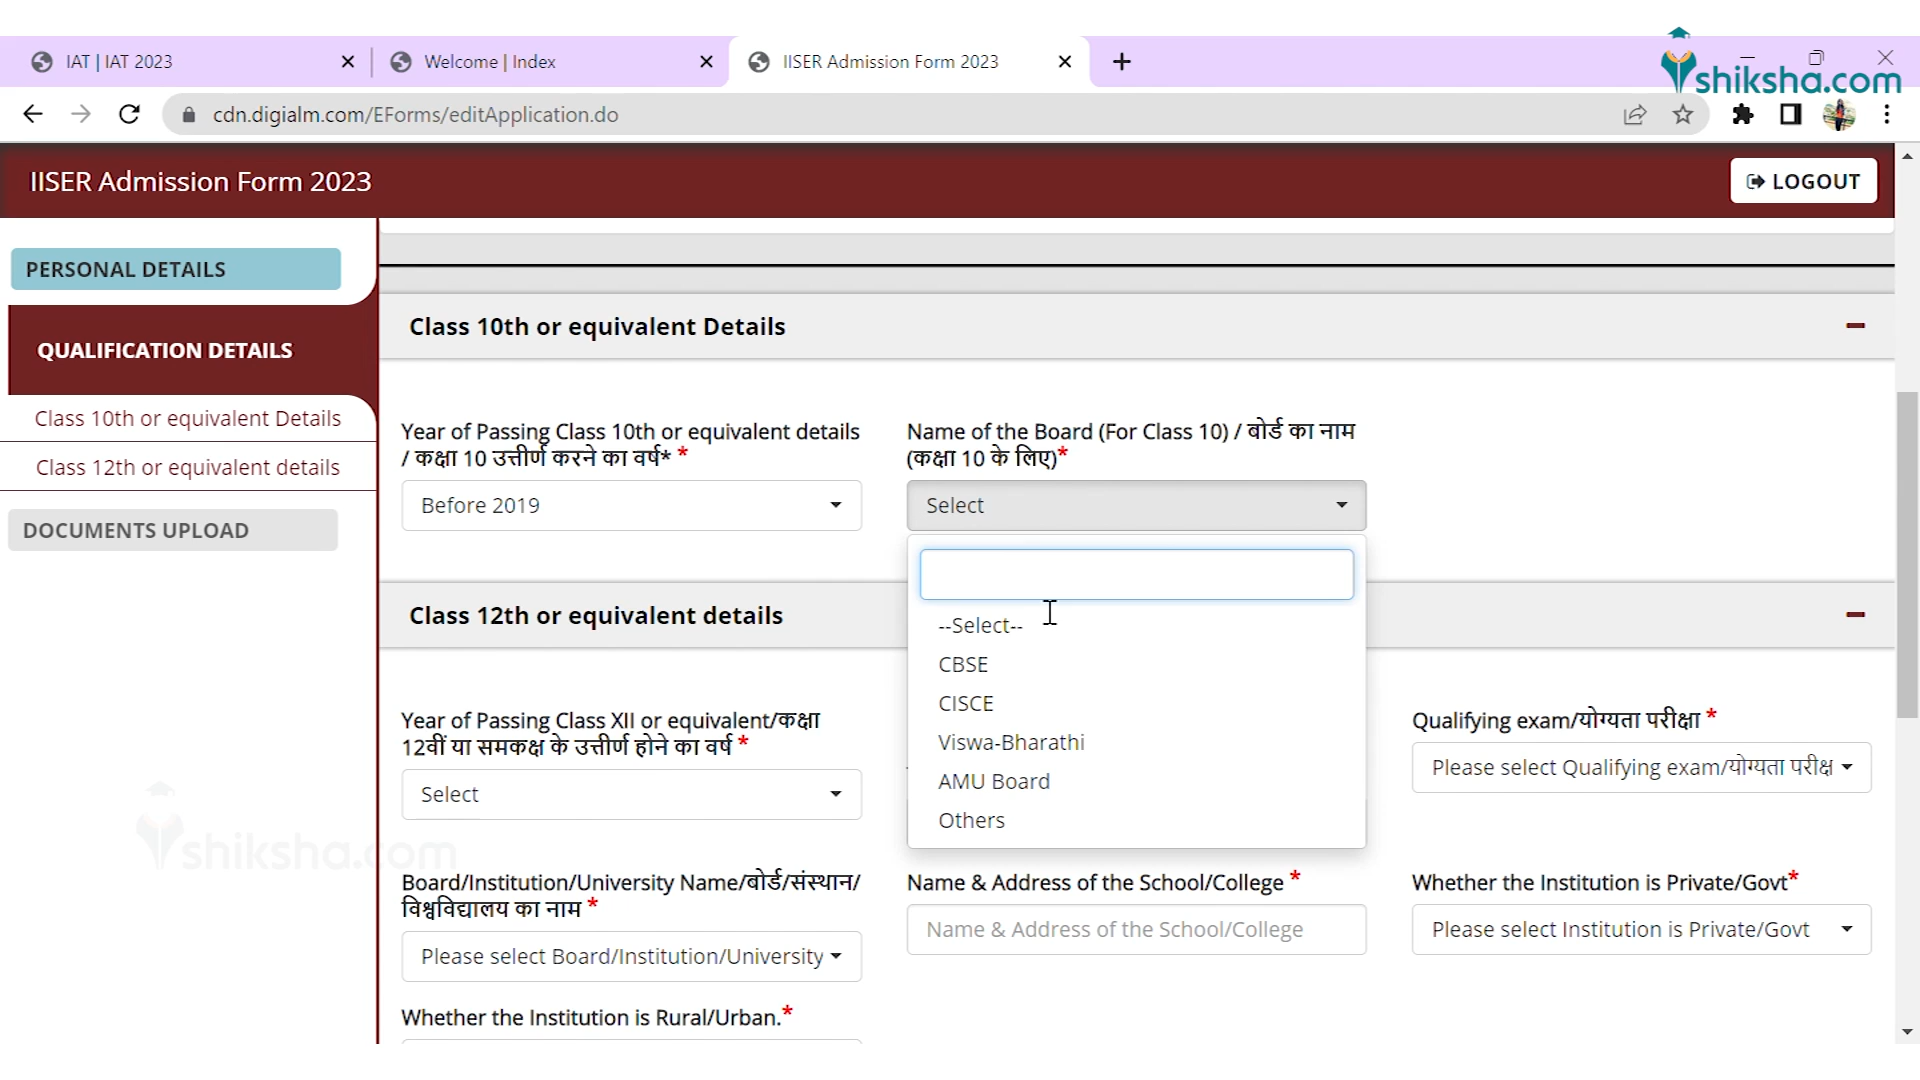 IAT | IAT 2023
Welcome | Index
IISER Admission Form 2023
shiksha.com
cdn.digialm.com/EForms/editApplication.do
IISER Admission Form 2023
LOGOUT
PERSONAL DETAILS
QUALIFICATION DETAILS
Class 10th or equivalent Details
Class 12th or equivalent details
DOCUMENTS UPLOAD
Class 10th or equivalent Details
Year of Passing Class 10th or equivalent details
/ कक्षा 10 उत्तीर्ण करने का वर्ष* *
Before 2019
Name of the Board (For Class 10) / बोर्ड का नाम
(कक्षा 10 के लिए)*
Select
--Select--
CBSE
CISCE
Viswa-Bharathi
AMU Board
Others
Class 12th or equivalent details
Year of Passing Class XII or equivalent/कक्षा
12वीं या समकक्ष के उत्तीर्ण होने का वर्ष *
Select
Qualifying exam/योग्यता परीक्षा *
Please select Qualifying exam/योग्यता परीक्ष
shiksha.com
Board/Institution/University Name/बोर्ड/संस्थान/
विश्वविद्यालय का नाम *
Please select Board/Institution/University
Name & Address of the School/College *
Name & Address of the School/College
Whether the Institution is Private/Govt*
Please select Institution is Private/Govt
Whether the Institution is Rural/Urban.*